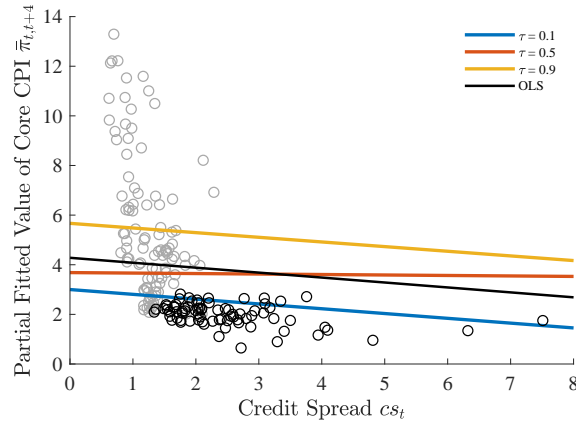 14
12
10
8
6
4
2
0
0 1 2 3 4 5 6 7 8
Partial Fitted Value of Core CPI π̄_{t,t+4}
Credit Spread cs_t
τ = 0.1
τ = 0.5
τ = 0.9
OLS